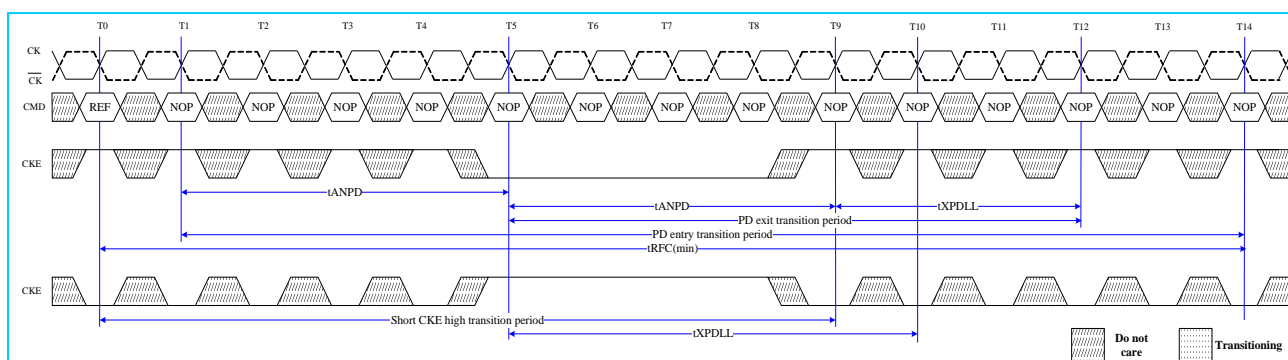 T0 T1 T2 T3 T4 T5 T6 T7 T8 T9 T10 T11 T12 T13 T14
CK
CK
CMD REF NOP NOP NOP NOP NOP NOP NOP NOP NOP NOP NOP NOP NOP NOP
CKE
tANPD
tANPD tXPDLL
PD exit transition period
PD entry transition period
tRFC(min)
CKE
Short CKE high transition period
tXPDLL
Do not
care
Transitioning